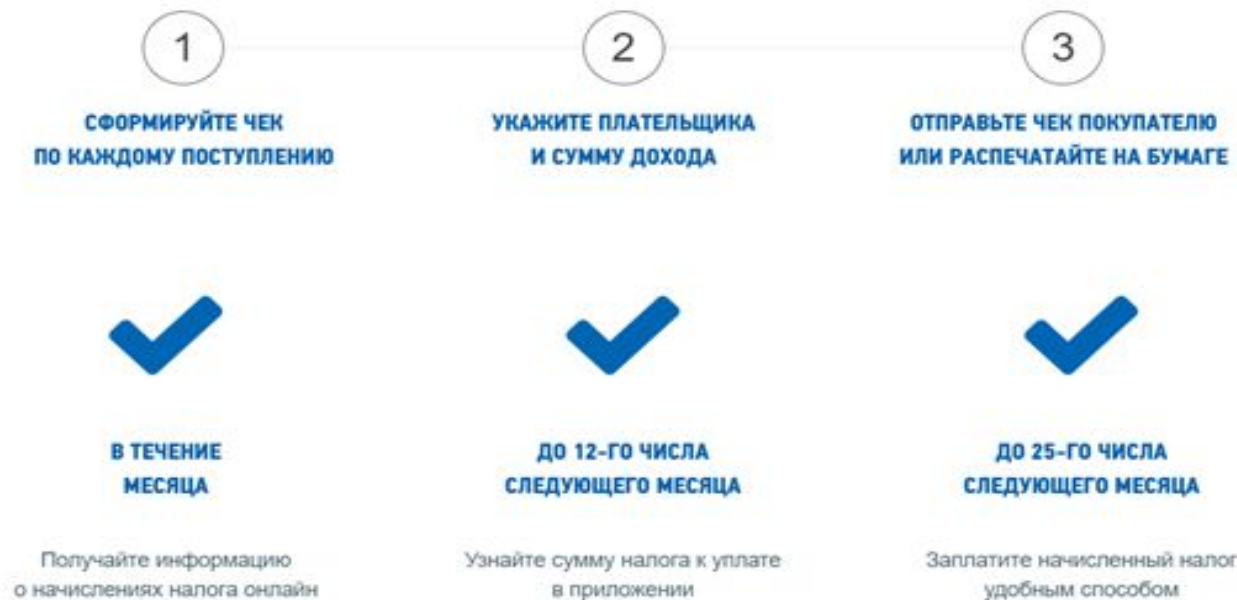 1
2
3
СФОРМИРУЙТЕ ЧЕК
ПО КАЖДОМУ ПОСТУПЛЕНИЮ
УКАЖИТЕ ПЛАТЕЛЬЩИКА
И СУММУ ДОХОДА
ОТПРАВЬТЕ ЧЕК ПОКУПАТЕЛЮ
ИЛИ РАСПЕЧАТАЙТЕ НА БУМАГЕ
В ТЕЧЕНИЕ
МЕСЯЦА
ДО 12-ГО ЧИСЛА
СЛЕДУЮЩЕГО МЕСЯЦА
ДО 25-ГО ЧИСЛА
СЛЕДУЮЩЕГО МЕСЯЦА
Получайте информацию
о начислениях налога онлайн
Узнайте сумму налога к уплате
в приложении
Заплатите начисленный налог
удобным способом